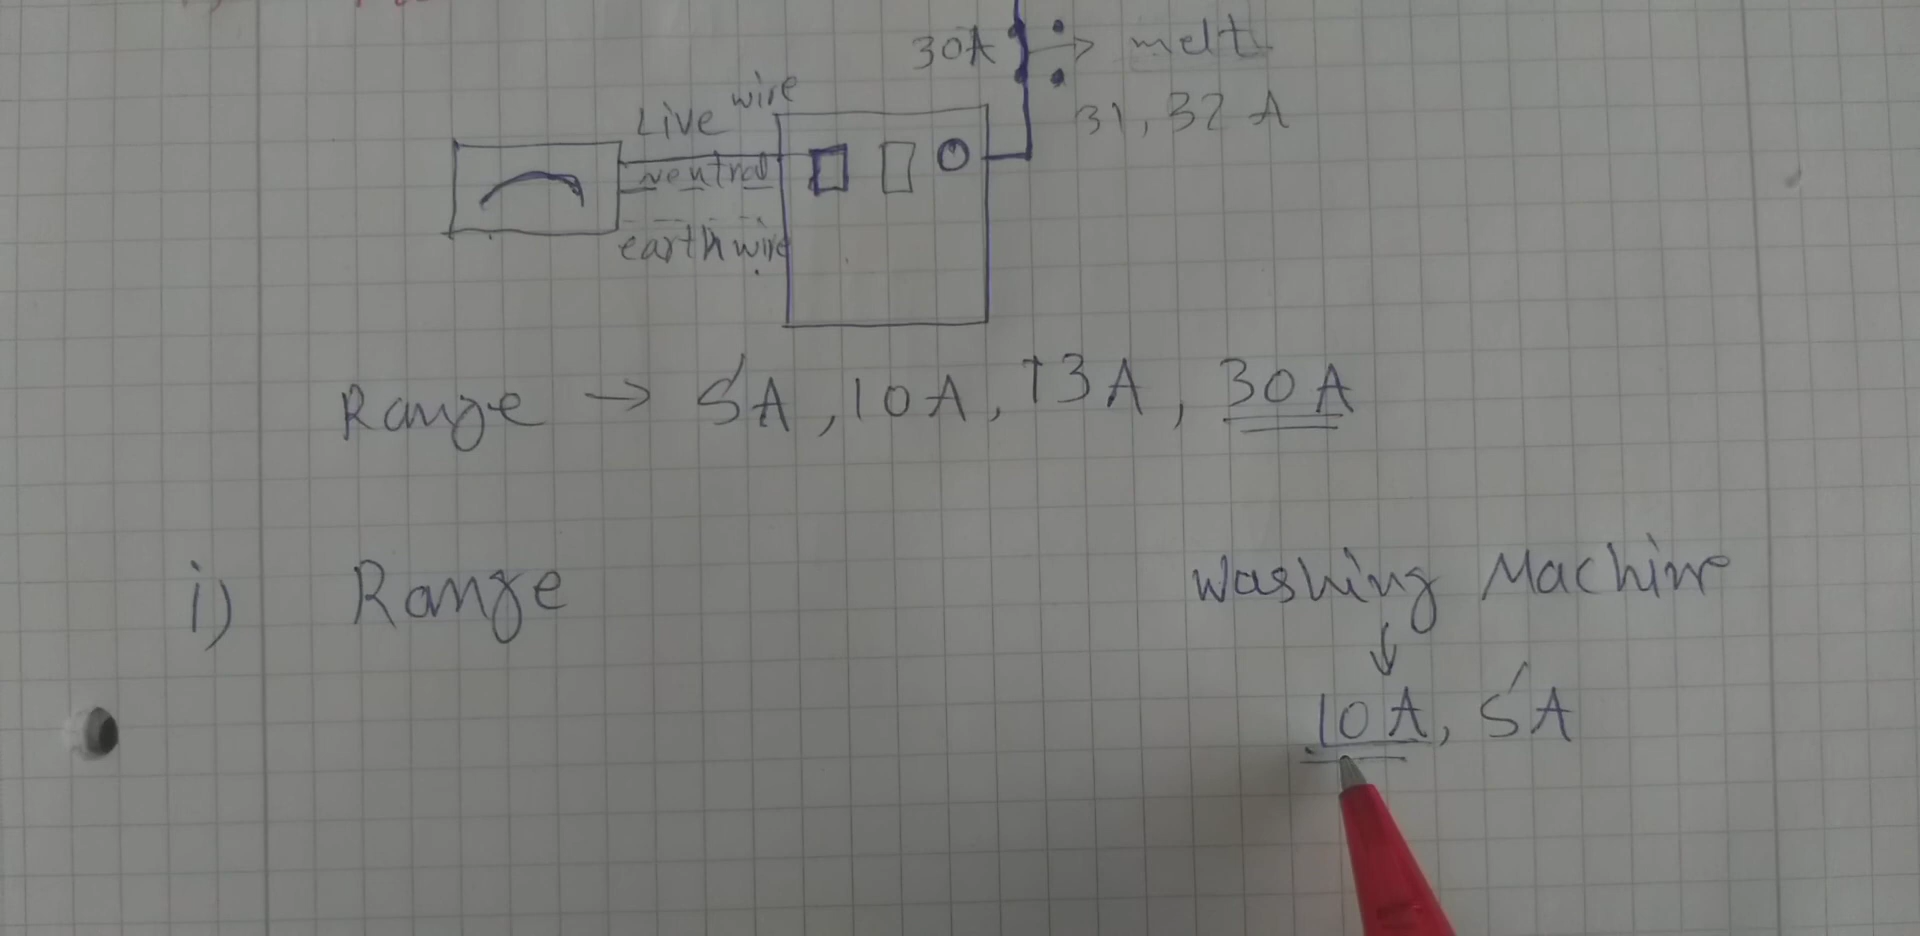 30A → melt
Live wire
31, 32 A
neutral
earth wire
Range → 5A, 10A, 13A, 30A
i) Range
Washing Machine
↓
10A, 5A